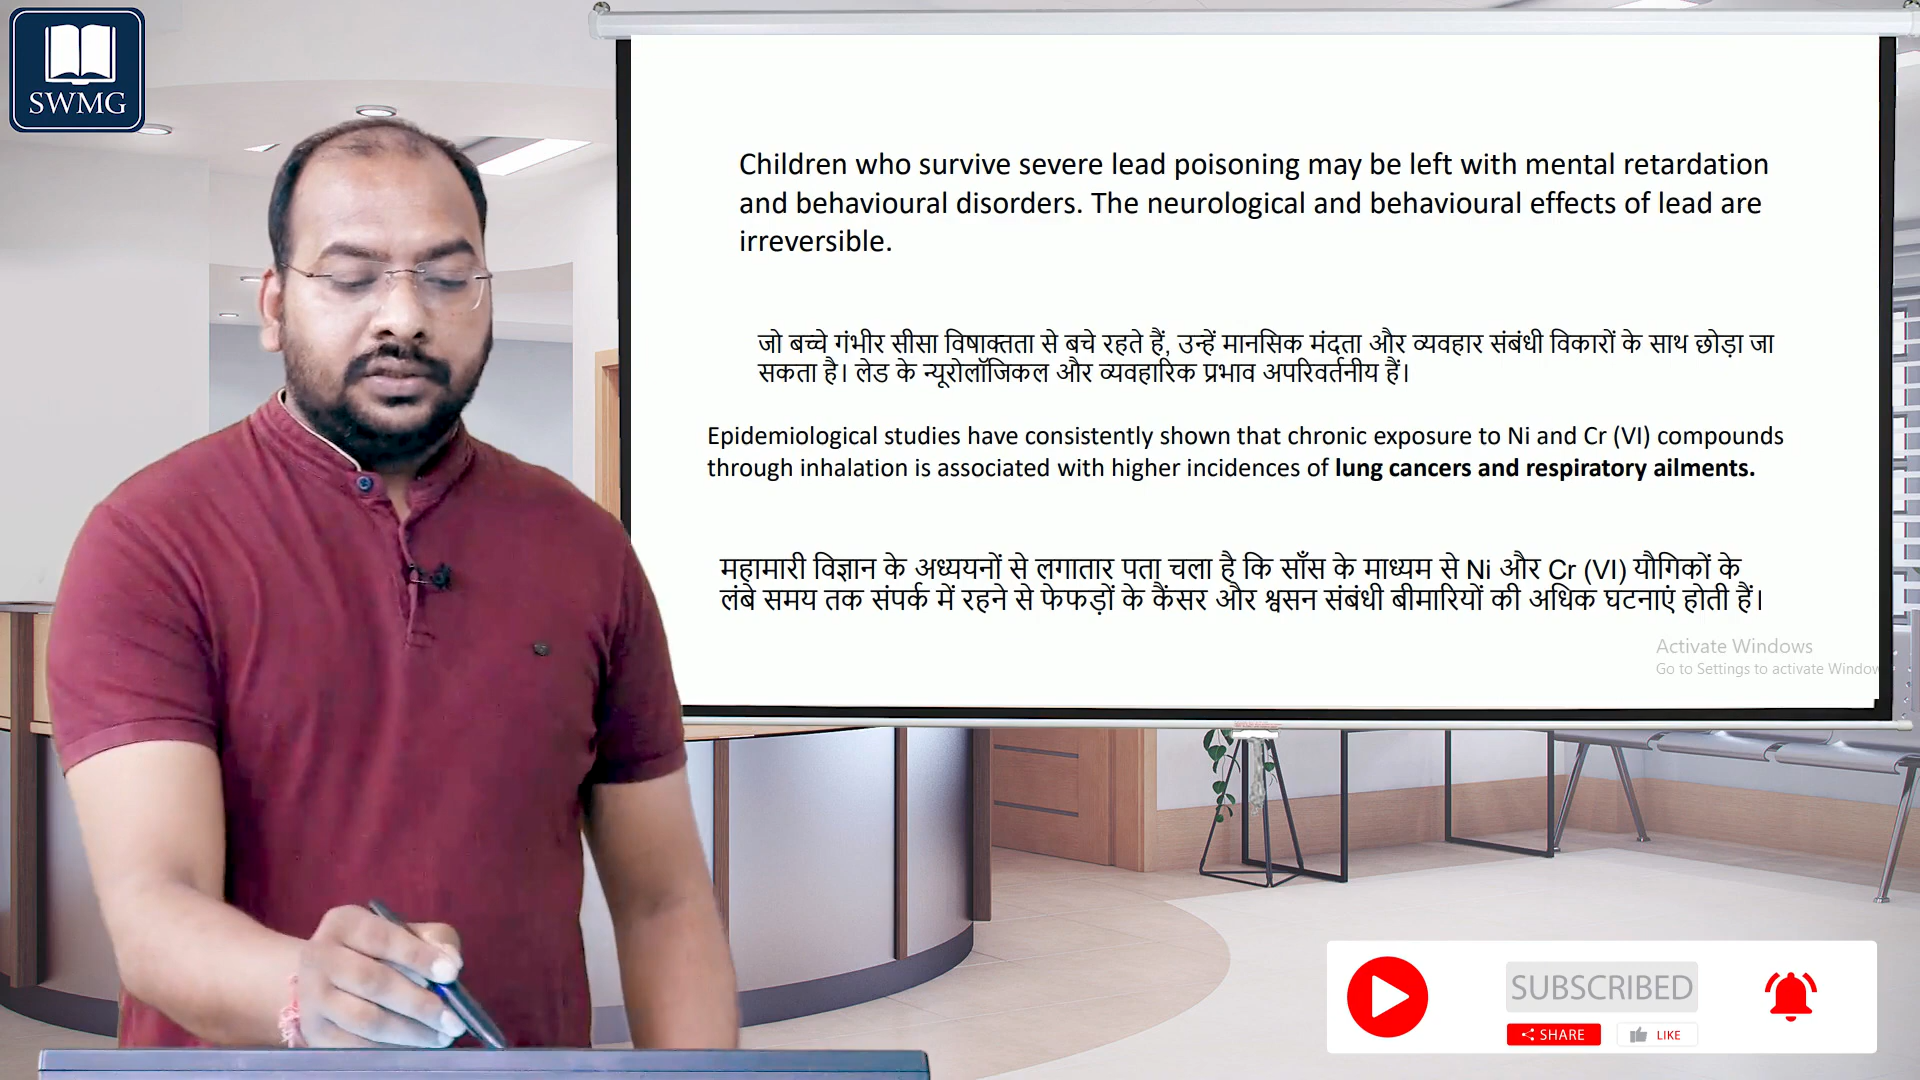 SWMG
Children who survive severe lead poisoning may be left with mental retardation
and behavioural disorders. The neurological and behavioural effects of lead are
irreversible.
जो बच्चे गंभीर सीसा विषाक्तता से बचे रहते हैं, उन्हें मानसिक मंदता और व्यवहार संबंधी विकारों के साथ छोड़ा जा
सकता है। लेड के न्यूरोलॉजिकल और व्यवहारिक प्रभाव अपरिवर्तनीय हैं।
Epidemiological studies have consistently shown that chronic exposure to Ni and Cr (VI) compounds
through inhalation is associated with higher incidences of lung cancers and respiratory ailments.
महामारी विज्ञान के अध्ययनों से लगातार पता चला है कि साँस के माध्यम से Ni और Cr (VI) यौगिकों के
लंबे समय तक संपर्क में रहने से फेफड़ों के कैंसर और श्वसन संबंधी बीमारियों की अधिक घटनाएं होती हैं।
Activate Windows
Go to Settings to activate Window
SUBSCRIBED
SHARE
LIKE